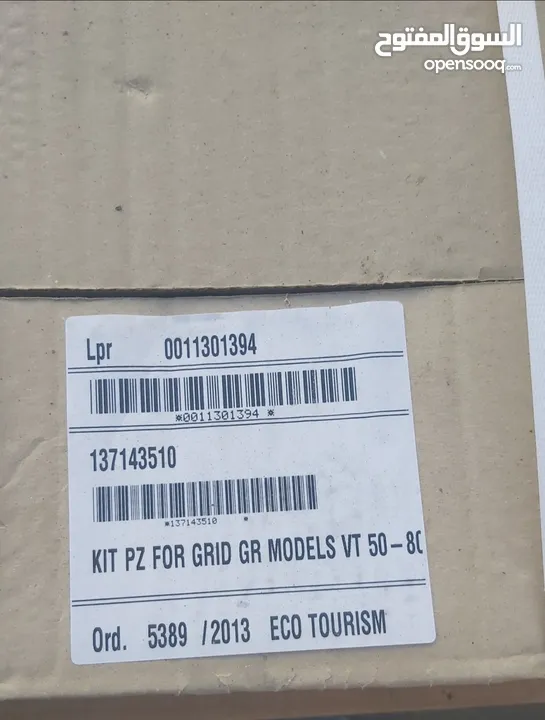 السوق المفتوح
opensooq.com
Lpr 0011301394
*0011301394 *
137143510
*137143510 *
KIT PZ FOR GRID GR MODELS VT 50-80
Ord. 5389 /2013 ECO TOURISM